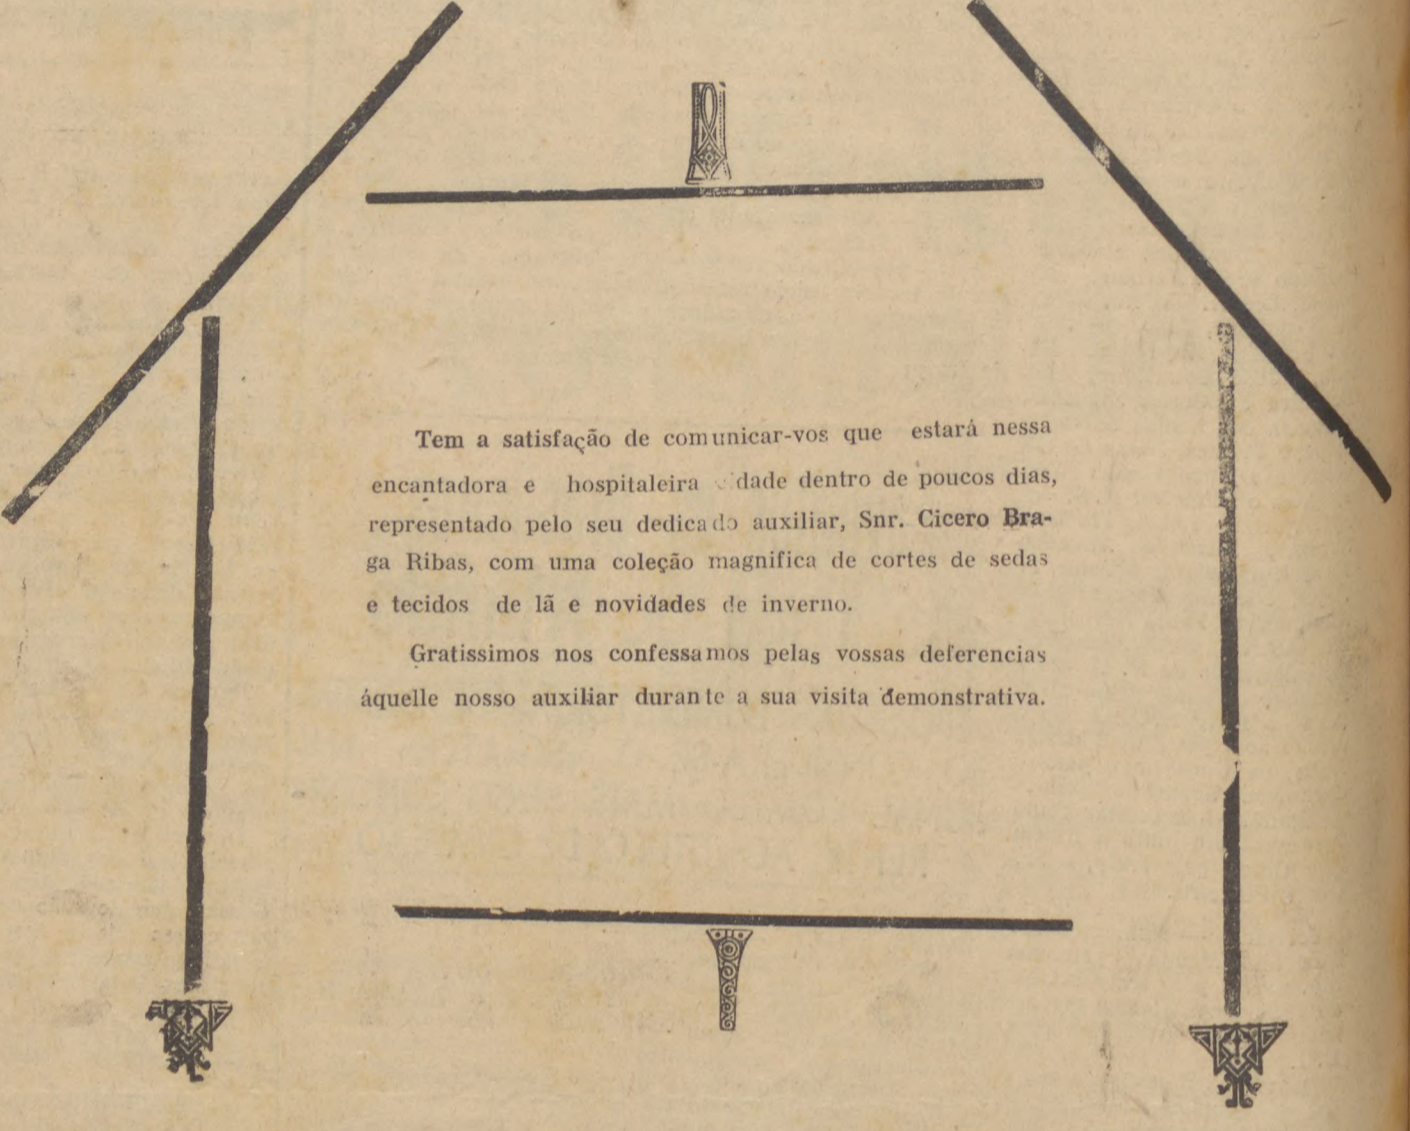 Tem a satisfação de comunicar-vos que estará nessa
encantadora e hospitaleira dade dentro de poucos dias,
representado pelo seu dedicado auxiliar, Snr. Cicero Bra-
ga Ribas, com uma coleção magnifica de cortes de sedas
e tecidos de lã e novidades de inverno.
Gratissimos nos confessamos pelas vossas deferencias
áquelle nosso auxiliar durante a sua visita demonstrativa.